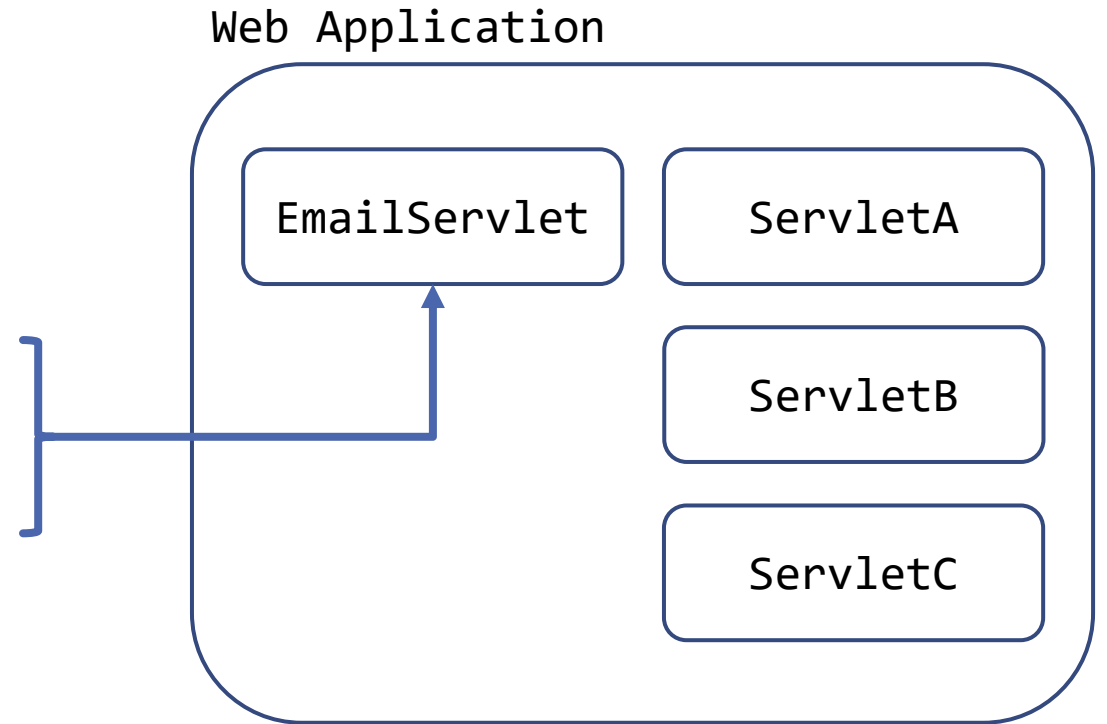 Web Application
EmailServlet
ServletA
ServletB
ServletC